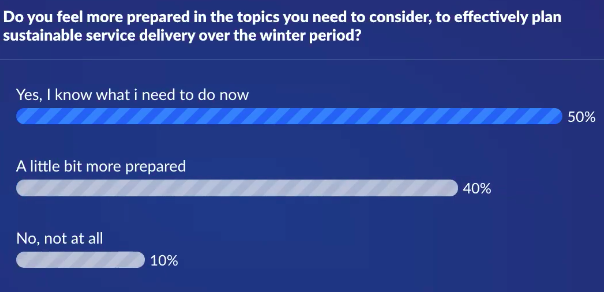 Do you feel more prepared in the topics you need to consider, to effectively plan
sustainable service delivery over the winter period?
Yes, I know what i need to do now
50%
A little bit more prepared
40%
No, not at all
10%